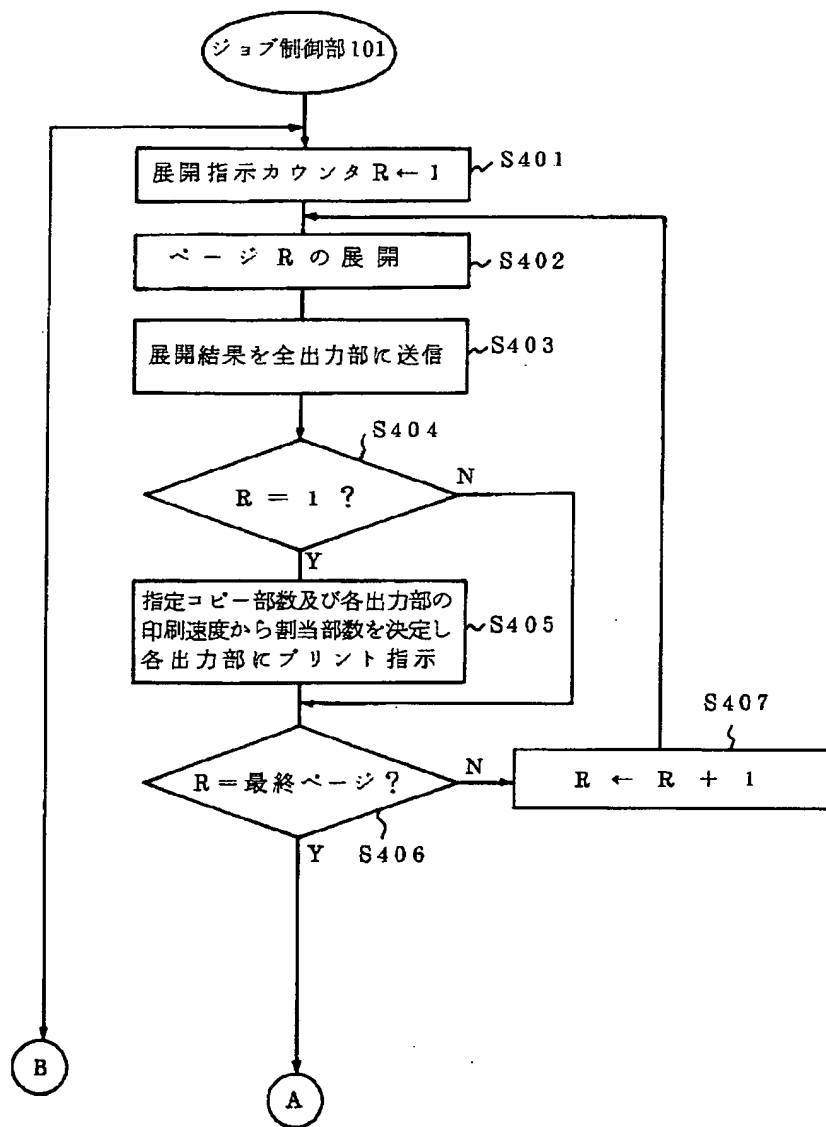 ジョブ制御部101
展開指示カウンタR←1
S401
ページRの展開
S402
展開結果を全出力部に送信
S403
S404
R = 1 ?
N
Y
指定コピー部数及び各出力部の
印刷速度から割当部数を決定し
各出力部にプリント指示
S405
S407
R=最終ページ?
N
R ← R + 1
Y
S406
B
A